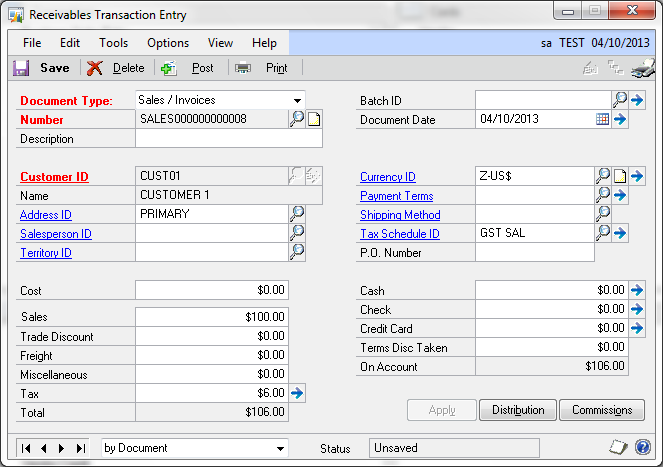 Receivables Transaction Entry
File Edit Tools Options View Help sa TEST 04/10/2013
Save Delete Post Print
Document Type: Sales / Invoices
Number SALES000000000008
Description
Batch ID
Document Date 04/10/2013
Customer ID CUST01
Name CUSTOMER 1
Address ID PRIMARY
Salesperson ID
Territory ID
Currency ID Z-US$
Payment Terms
Shipping Method
Tax Schedule ID GST SAL
P.O. Number
Cost $0.00
Sales $100.00
Trade Discount $0.00
Freight $0.00
Miscellaneous $0.00
Tax $6.00
Total $106.00
Cash $0.00
Check $0.00
Credit Card $0.00
Terms Disc Taken $0.00
On Account $106.00
Apply Distribution Commissions
by Document Status Unsaved